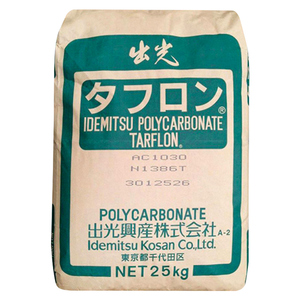 出光
タフロン®
IDEMITSU POLYCARBONATE
TARFLON®
AC1030
N1386T
3012526
POLYCARBONATE
出光興産株式会社 A-2
Idemitsu Kosan Co., Ltd.
東京都千代田区
NET 25kg